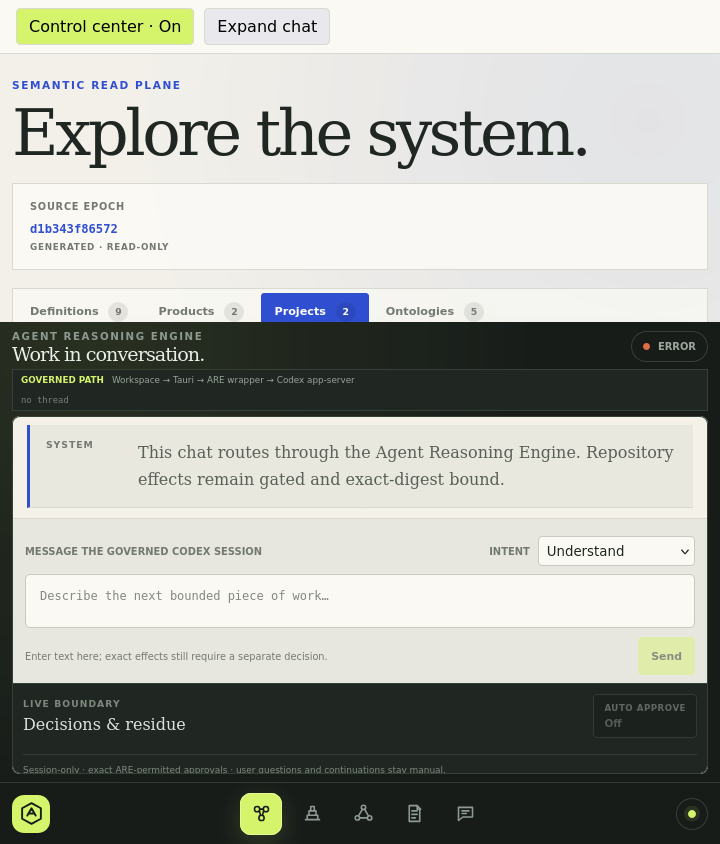 Control center · On
Expand chat
SEMANTIC READ PLANE
Explore the system.
SOURCE EPOCH
d1b343f86572
GENERATED · READ-ONLY
Definitions 9 Products 2 Projects 2 Ontologies 5
AGENT REASONING ENGINE
Work in conversation.
ERROR
GOVERNED PATH Workspace → Tauri → ARE wrapper → Codex app-server
no thread
SYSTEM
This chat routes through the Agent Reasoning Engine. Repository
effects remain gated and exact-digest bound.
MESSAGE THE GOVERNED CODEX SESSION
INTENT Understand
Describe the next bounded piece of work…
Enter text here; exact effects still require a separate decision.
Send
LIVE BOUNDARY
Decisions & residue
AUTO APPROVE
Off
Session-only · exact ARE-permitted approvals · user questions and continuations stay manual.